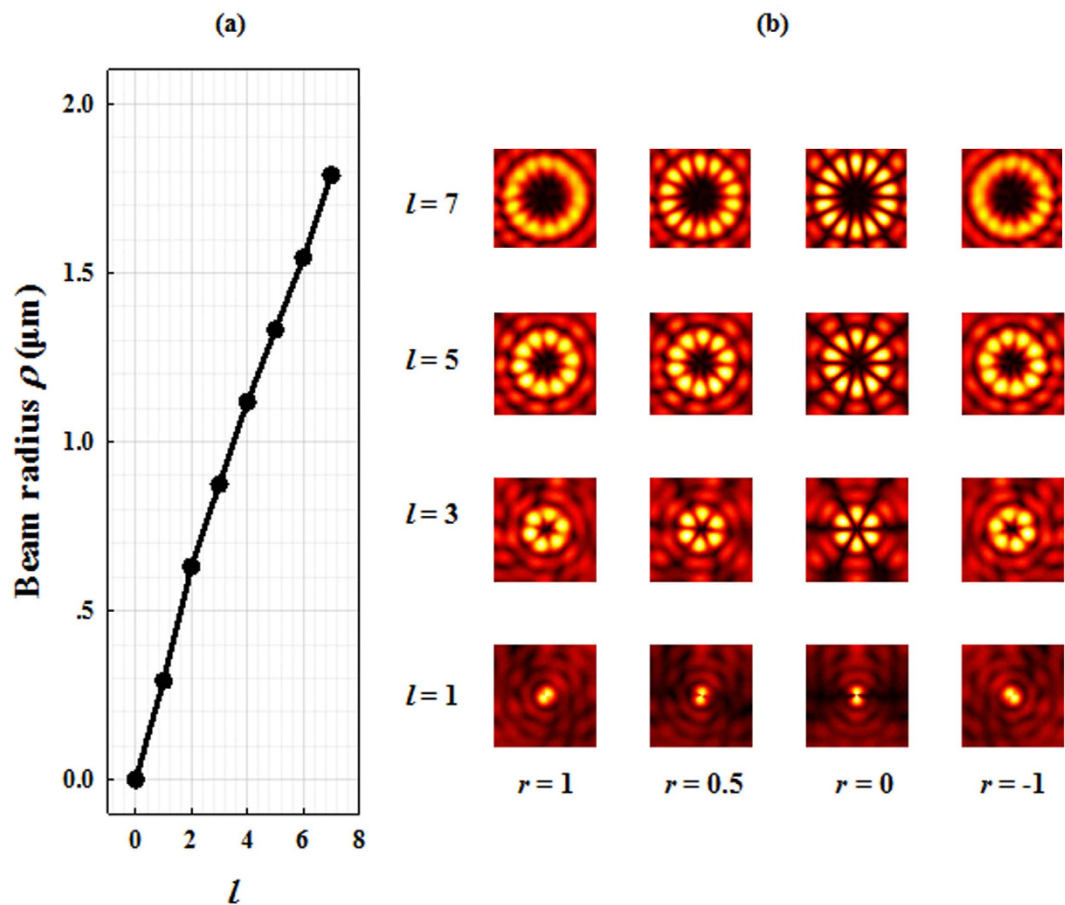 (a)
(b)
2.0
1.5
1.0
.5
0.0
Beam radius ρ (μm)
0 2 4 6 8
l
l = 7
l = 5
l = 3
l = 1
r = 1 r = 0.5 r = 0 r = -1